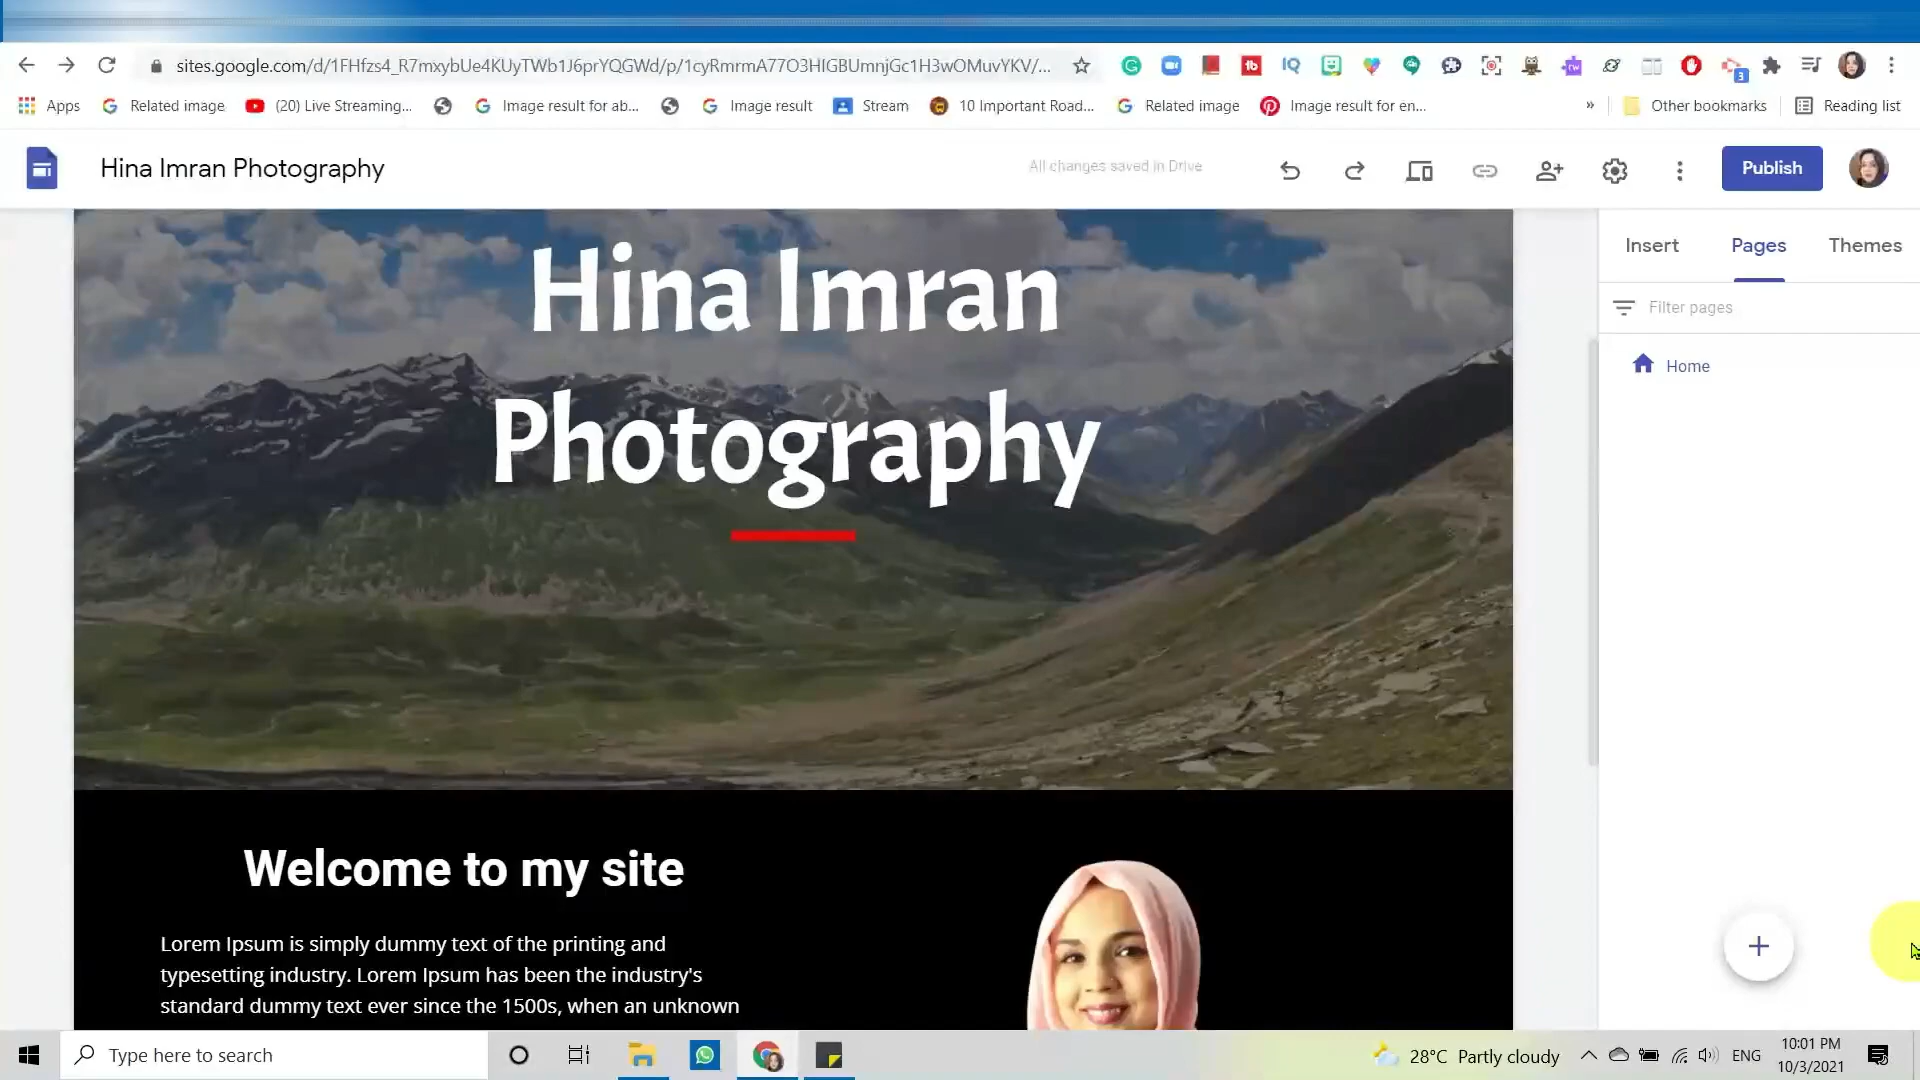 sites.google.com/d/1FHfzs4_R7mxybUe4KUyTWb1J6prYQGWd/p/1cyRmrmA77O3HIGBUmnjGc1H3wOMuvYKV/...
Apps
Related image
(20) Live Streaming...
Image result for ab...
Image result
Stream
10 Important Road...
Related image
Image result for en...
»
Other bookmarks
Reading list
Hina Imran Photography
All changes saved in Drive
Publish
Insert
Pages
Themes
Filter pages
Home
Hina Imran
Photography
Welcome to my site
Lorem Ipsum is simply dummy text of the printing and
typesetting industry. Lorem Ipsum has been the industry's
standard dummy text ever since the 1500s, when an unknown
Type here to search
28°C Partly cloudy
ENG
10:01 PM
10/3/2021